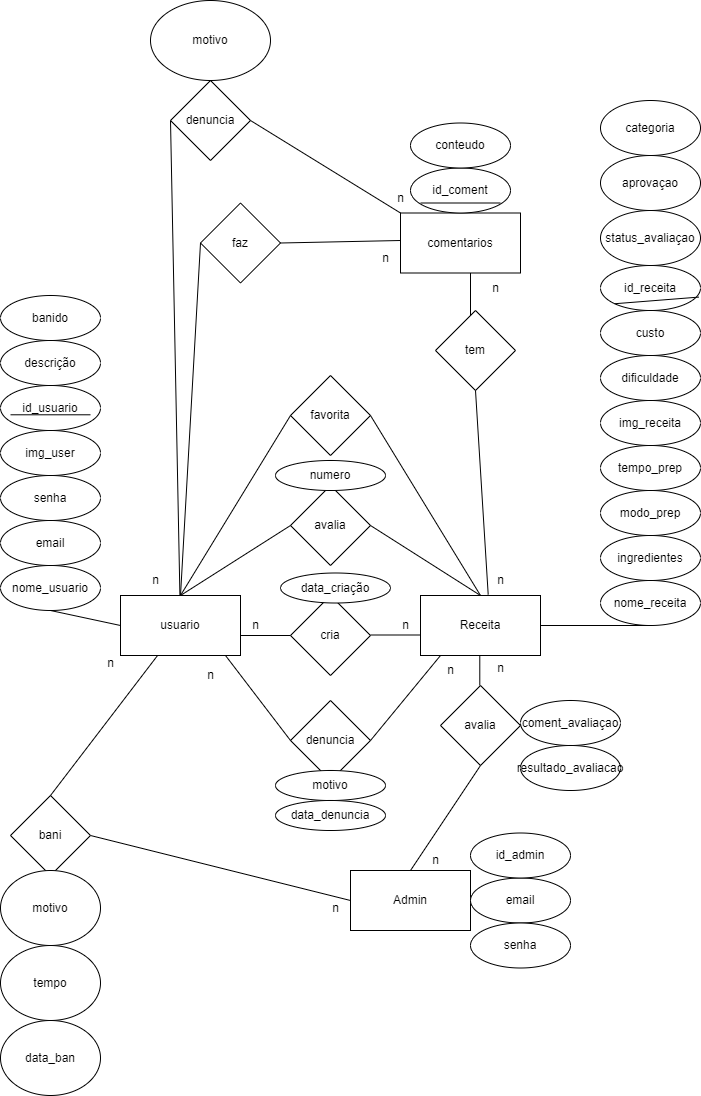 motivo
denuncia
categoria
conteudo
aprovaçao
id_coment
n
status_avaliaçao
faz
comentarios
n
n
id_receita
banido
custo
tem
descrição
dificuldade
id_usuario
favorita
img_receita
img_user
numero
tempo_prep
senha
avalia
modo_prep
email
ingredientes
n
n
nome_usuario
data_criação
nome_receita
usuario
n
cria
n
Receita
n
n
n
n
avalia
coment_avaliaçao
denuncia
resultado_avaliacao
motivo
data_denuncia
bani
n
id_admin
motivo
n
Admin
email
senha
tempo
data_ban